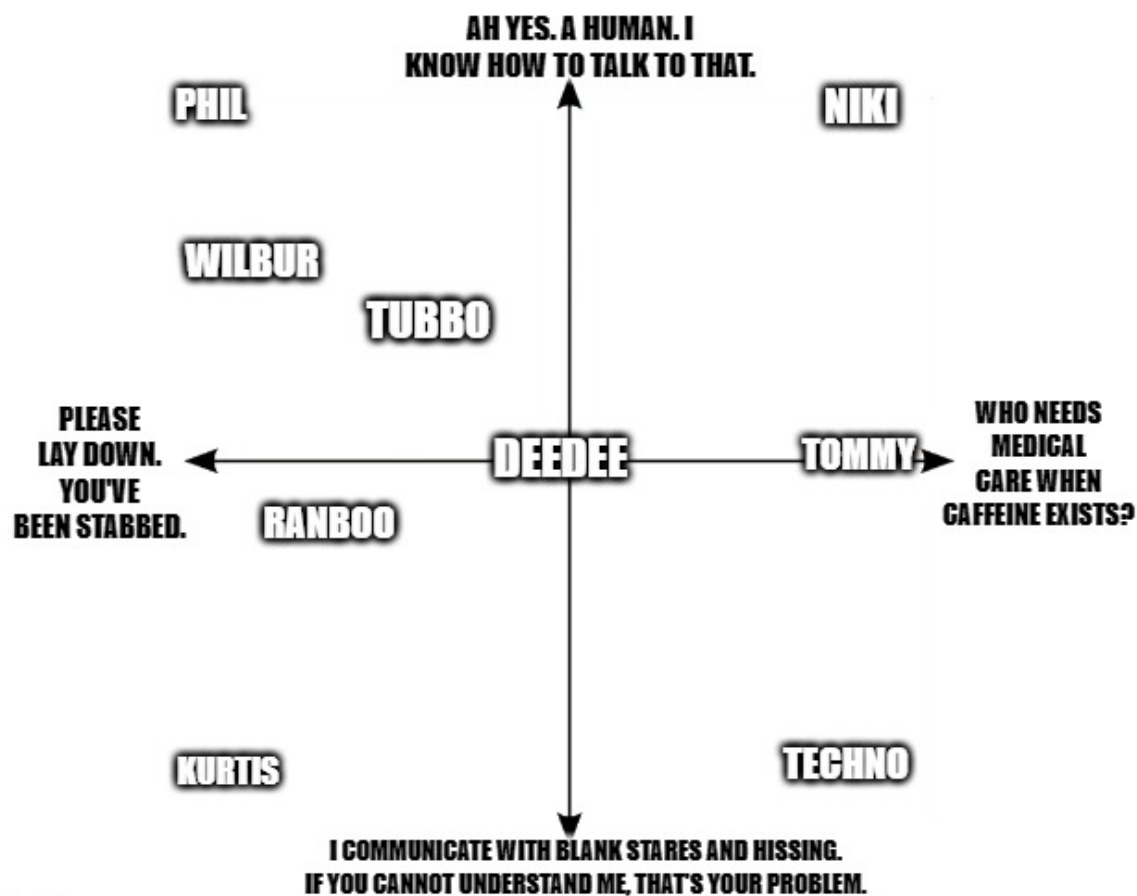 AH YES. A HUMAN. I
KNOW HOW TO TALK TO THAT.
PHIL
NIKI
WILBUR
TUBBO
PLEASE
LAY DOWN.
YOU'VE
BEEN STABBED.
DEEDEE
TOMMY
WHO NEEDS
MEDICAL
CARE WHEN
CAFFEINE EXISTS?
RANBOO
KURTIS
TECHNO
I COMMUNICATE WITH BLANK STARES AND HISSING.
IF YOU CANNOT UNDERSTAND ME, THAT'S YOUR PROBLEM.